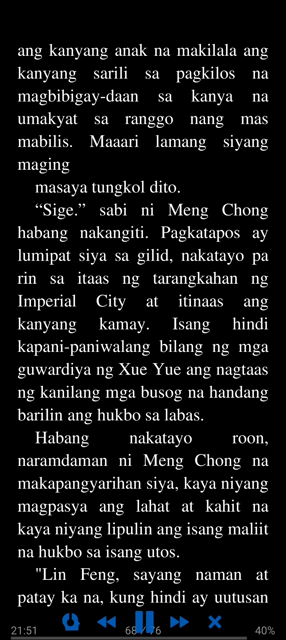 ang kanyang anak na makilala ang
kanyang sarili sa pagkilos na
magbibigay-daan sa kanya na
umakyat sa ranggo nang mas
mabilis. Maaari lamang siyang
maging
masaya tungkol dito.
“Sige.” sabi ni Meng Chong
habang nakangiti. Pagkatapos ay
lumipat siya sa gilid, nakatayo pa
rin sa itaas ng tarangkahan ng
Imperial City at itinaas ang
kanyang kamay. Isang hindi
kapani-paniwalang bilang ng mga
guwardiya ng Xue Yue ang nagtaas
ng kanilang mga busog na handang
barilin ang hukbo sa labas.
Habang nakatayo roon,
naramdaman ni Meng Chong na
makapangyarihan siya, kaya niyang
magpasya ang lahat at kahit na
kaya niyang lipulin ang isang maliit
na hukbo sa isang utos.
"Lin Feng, sayang naman at
patay ka na, kung hindi ay uutusan
21:51
40%